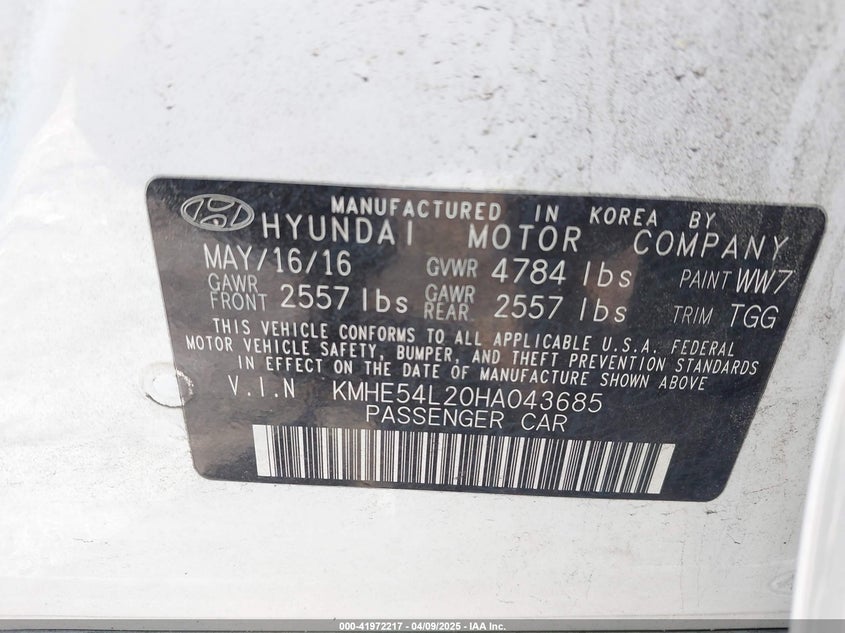 MANUFACTURED IN KOREA BY
HYUNDAI MOTOR COMPANY
MAY/16/16 GVWR 4784 lbs PAINT WW7
GAWR FRONT 2557 lbs GAWR REAR 2557 lbs TRIM TGG
THIS VEHICLE CONFORMS TO ALL APPLICABLE U.S.A. FEDERAL
MOTOR VEHICLE SAFETY, BUMPER, AND THEFT PREVENTION STANDARDS
IN EFFECT ON THE DATE OF MANUFACTURE SHOWN ABOVE
V.I.N KMHE54L20HA043685
PASSENGER CAR
000-41972217 - 04/09/2025 - IAA Inc.